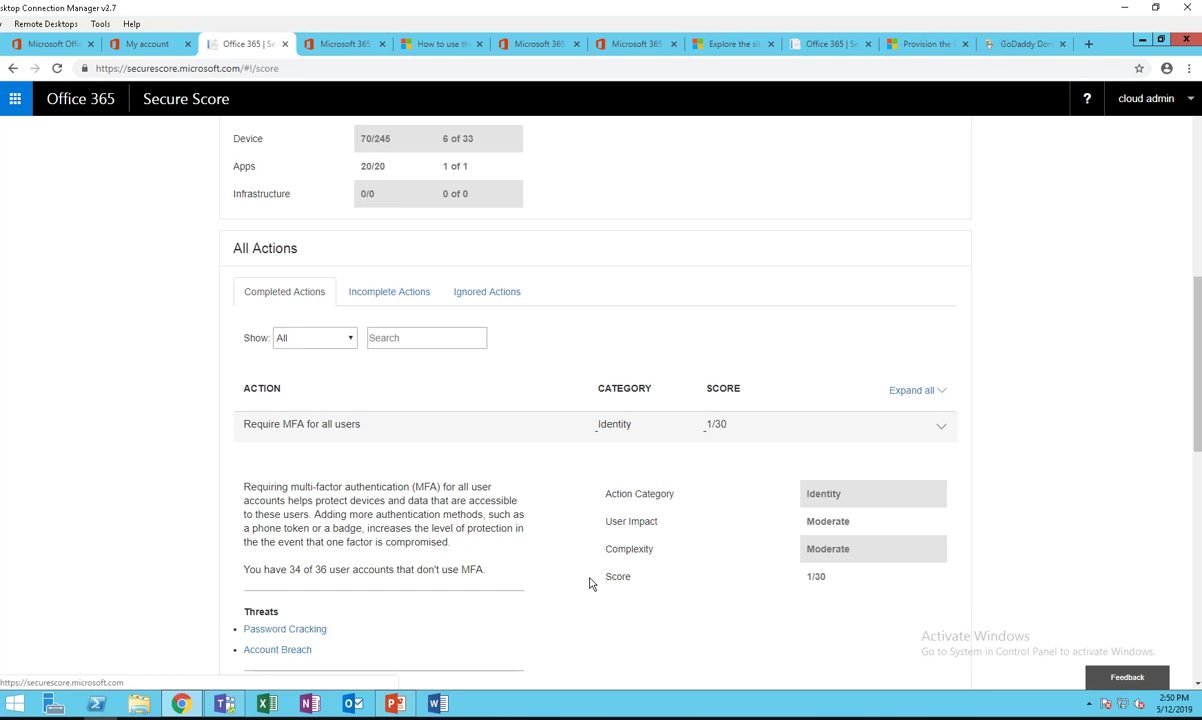 sktop Connection Manager v2.7
Remote Desktops Tools Help
Microsoft Offi
My account
Office 365 | Se
Microsoft 365
How to use th
Microsoft 365
Microsoft 365
Explore the si
Office 365 | Se
Provision the
GoDaddy Dom
https://securescore.microsoft.com/#!/score
Office 365
Secure Score
?
cloud admin
Device 70/245 6 of 33
Apps 20/20 1 of 1
Infrastructure 0/0 0 of 0
All Actions
Completed Actions Incomplete Actions Ignored Actions
Show: All Search
ACTION CATEGORY SCORE Expand all
Require MFA for all users Identity 1/30
Requiring multi-factor authentication (MFA) for all user
accounts helps protect devices and data that are accessible
to these users. Adding more authentication methods, such as
a phone token or a badge, increases the level of protection in
the the event that one factor is compromised.
You have 34 of 36 user accounts that don't use MFA.
Threats
• Password Cracking
• Account Breach
Action Category Identity
User Impact Moderate
Complexity Moderate
Score 1/30
Activate Windows
Go to System in Control Panel to activate Windows.
Feedback
https://securescore.microsoft.com
2:50 PM
5/12/2019